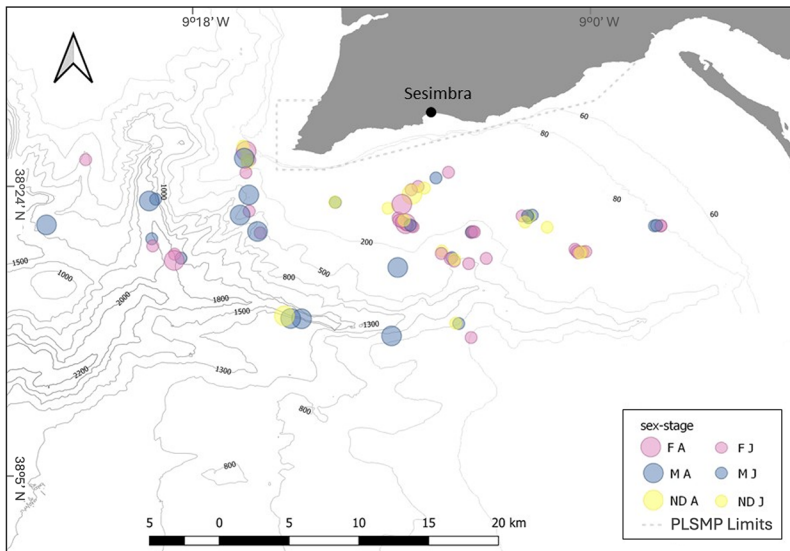 9°18' W
9°0' W
Sesimbra
60
80
38°24' N
1000
80
60
200
1500
1000
500
800
2000
1800
1500
1300
1300
2200
800
800
38°5' N
sex-stage
F A
F J
M A
M J
ND A
ND J
PLSMP Limits
5
0
5
10
15
20 km